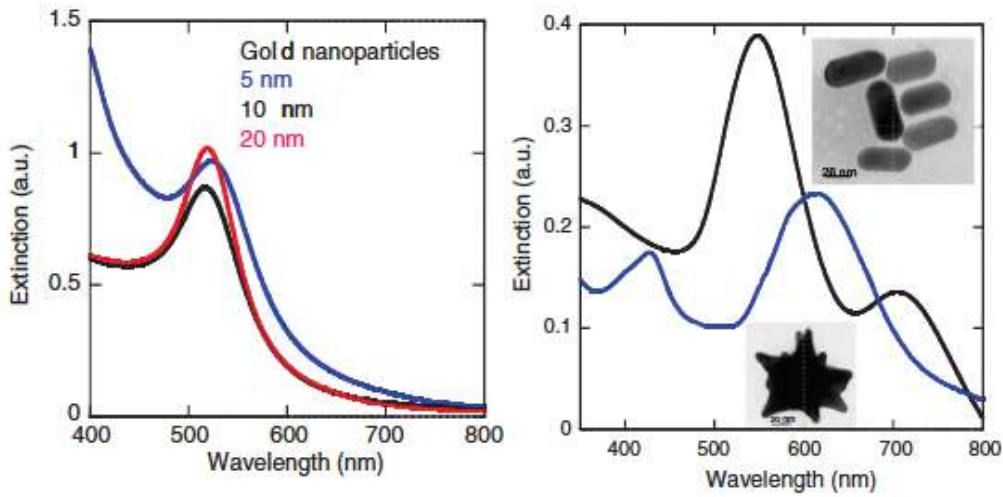 Gold nanoparticles
5 nm
10 nm
20 nm
Extinction (a.u.)
1.5
1
0.5
0
400 500 600 700 800
Wavelength (nm)
Extinction (a.u.)
0.4
0.3
0.2
0.1
0
400 500 600 700 800
Wavelength (nm)
20 nm